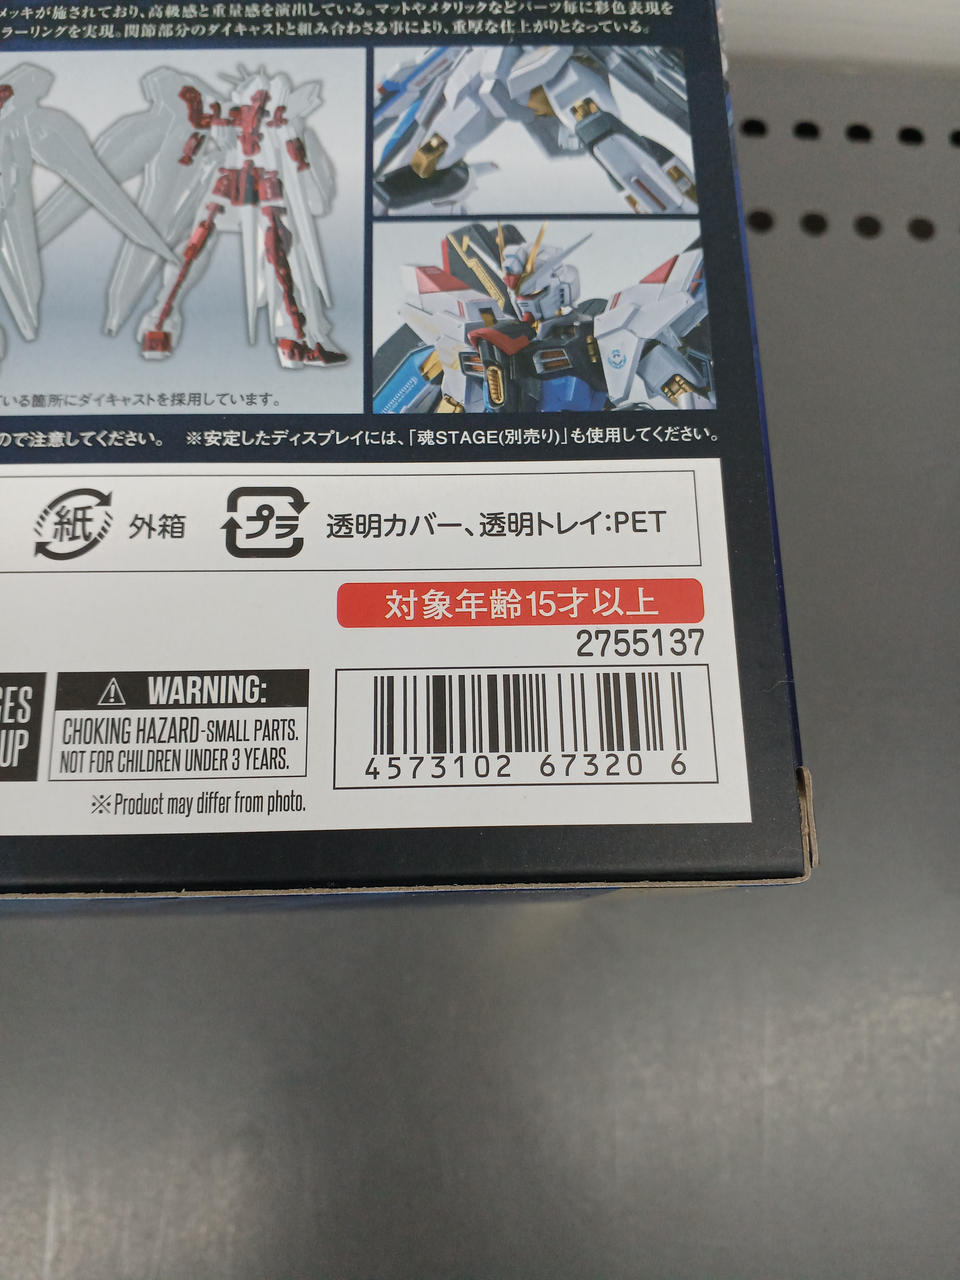 メッキが施されており、高級感と重量感を演出している。マットやメタリックなどパーツ毎に彩色表現を
ラーリングを実現。関節部分のダイキャストと組み合わさる事により、重厚な仕上がりとなっている。
いる箇所にダイキャストを採用しています。
ので注意してください。 ※安定したディスプレイには、「魂STAGE(別売り)」も使用してください。
紙 外箱 プラ 透明カバー、透明トレイ:PET
対象年齢15才以上
2755137
GES
UP
WARNING:
CHOKING HAZARD-SMALL PARTS.
NOT FOR CHILDREN UNDER 3 YEARS.
4573102 67320 6
※Product may differ from photo.